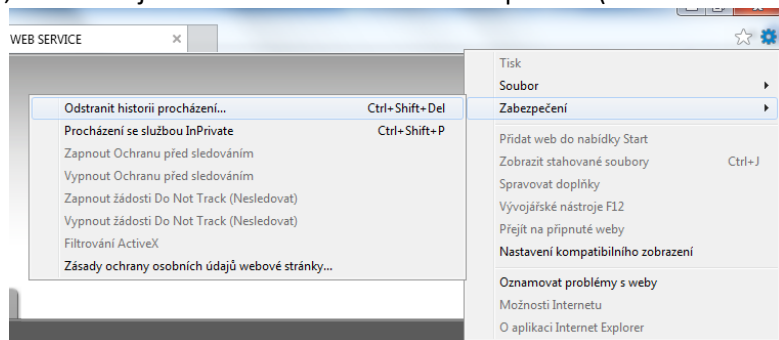 WEB SERVICE
Tisk
Soubor
Zabezpečení
Odstranit historii procházení... Ctrl+Shift+Del
Procházení se službou InPrivate Ctrl+Shift+P
Zapnout Ochranu před sledováním
Vypnout Ochranu před sledováním
Zapnout žádosti Do Not Track (Nesledovat)
Vypnout žádosti Do Not Track (Nesledovat)
Filtrování ActiveX
Zásady ochrany osobních údajů webové stránky...
Přidat web do nabídky Start
Zobrazit stahované soubory Ctrl+J
Spravovat doplňky
Vývojářské nástroje F12
Přejít na připnuté weby
Nastavení kompatibilního zobrazení
Oznamovat problémy s weby
Možnosti Internetu
O aplikaci Internet Explorer